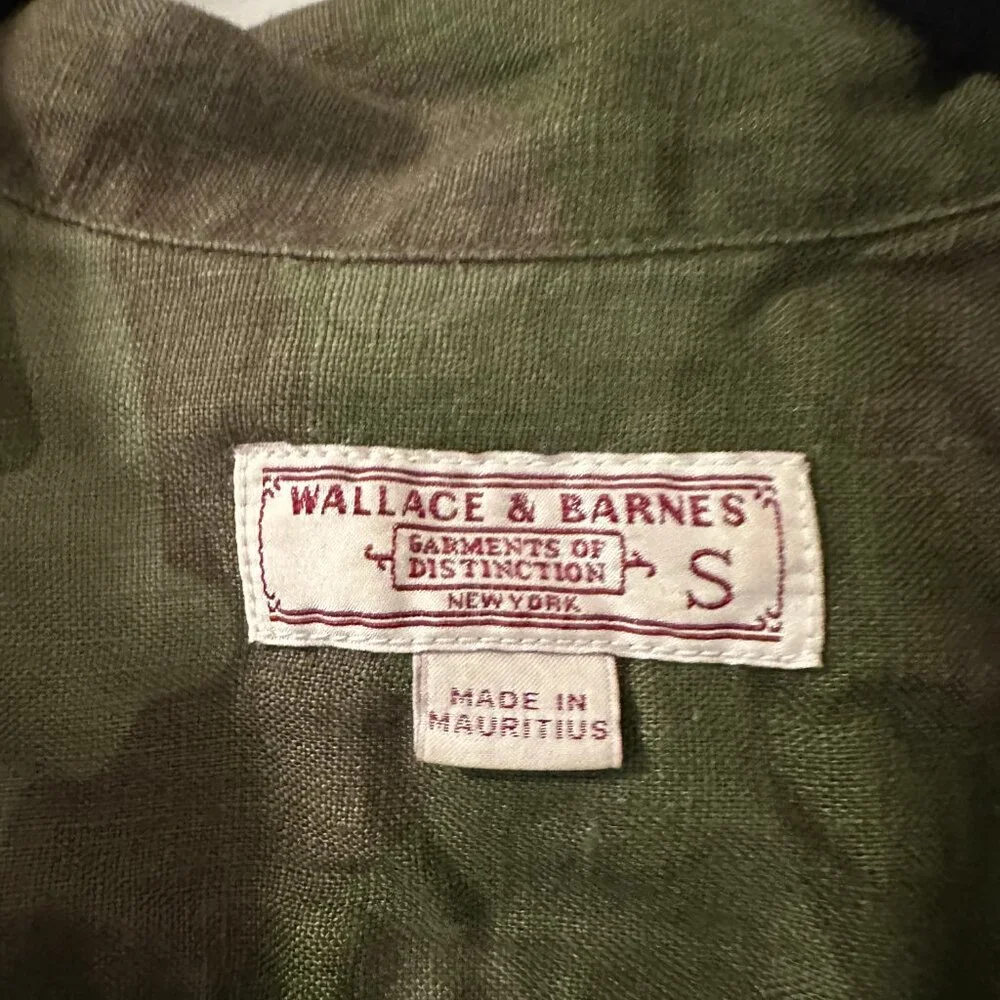 WALLACE & BARNES
GARMENTS OF
DISTINCTION
NEW YORK
S
MADE IN
MAURITIUS